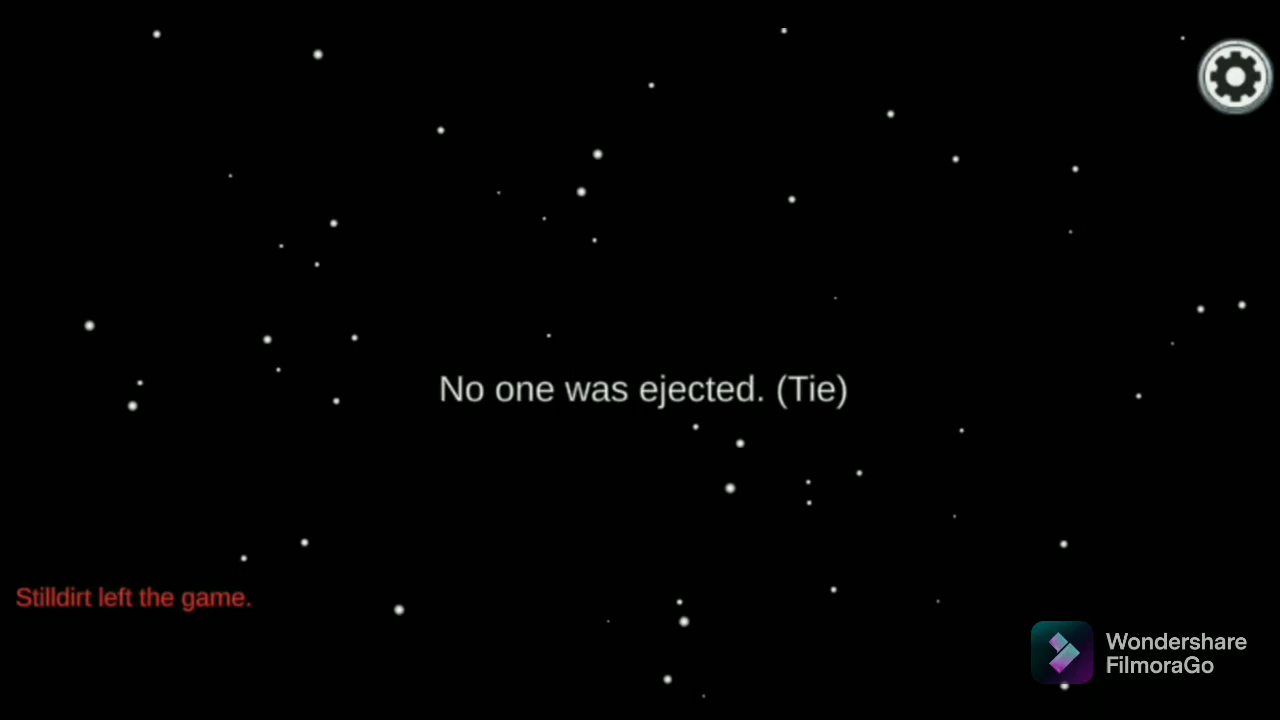 No one was ejected. (Tie)
Stilldirt left the game.
Wondershare
FilmoraGo